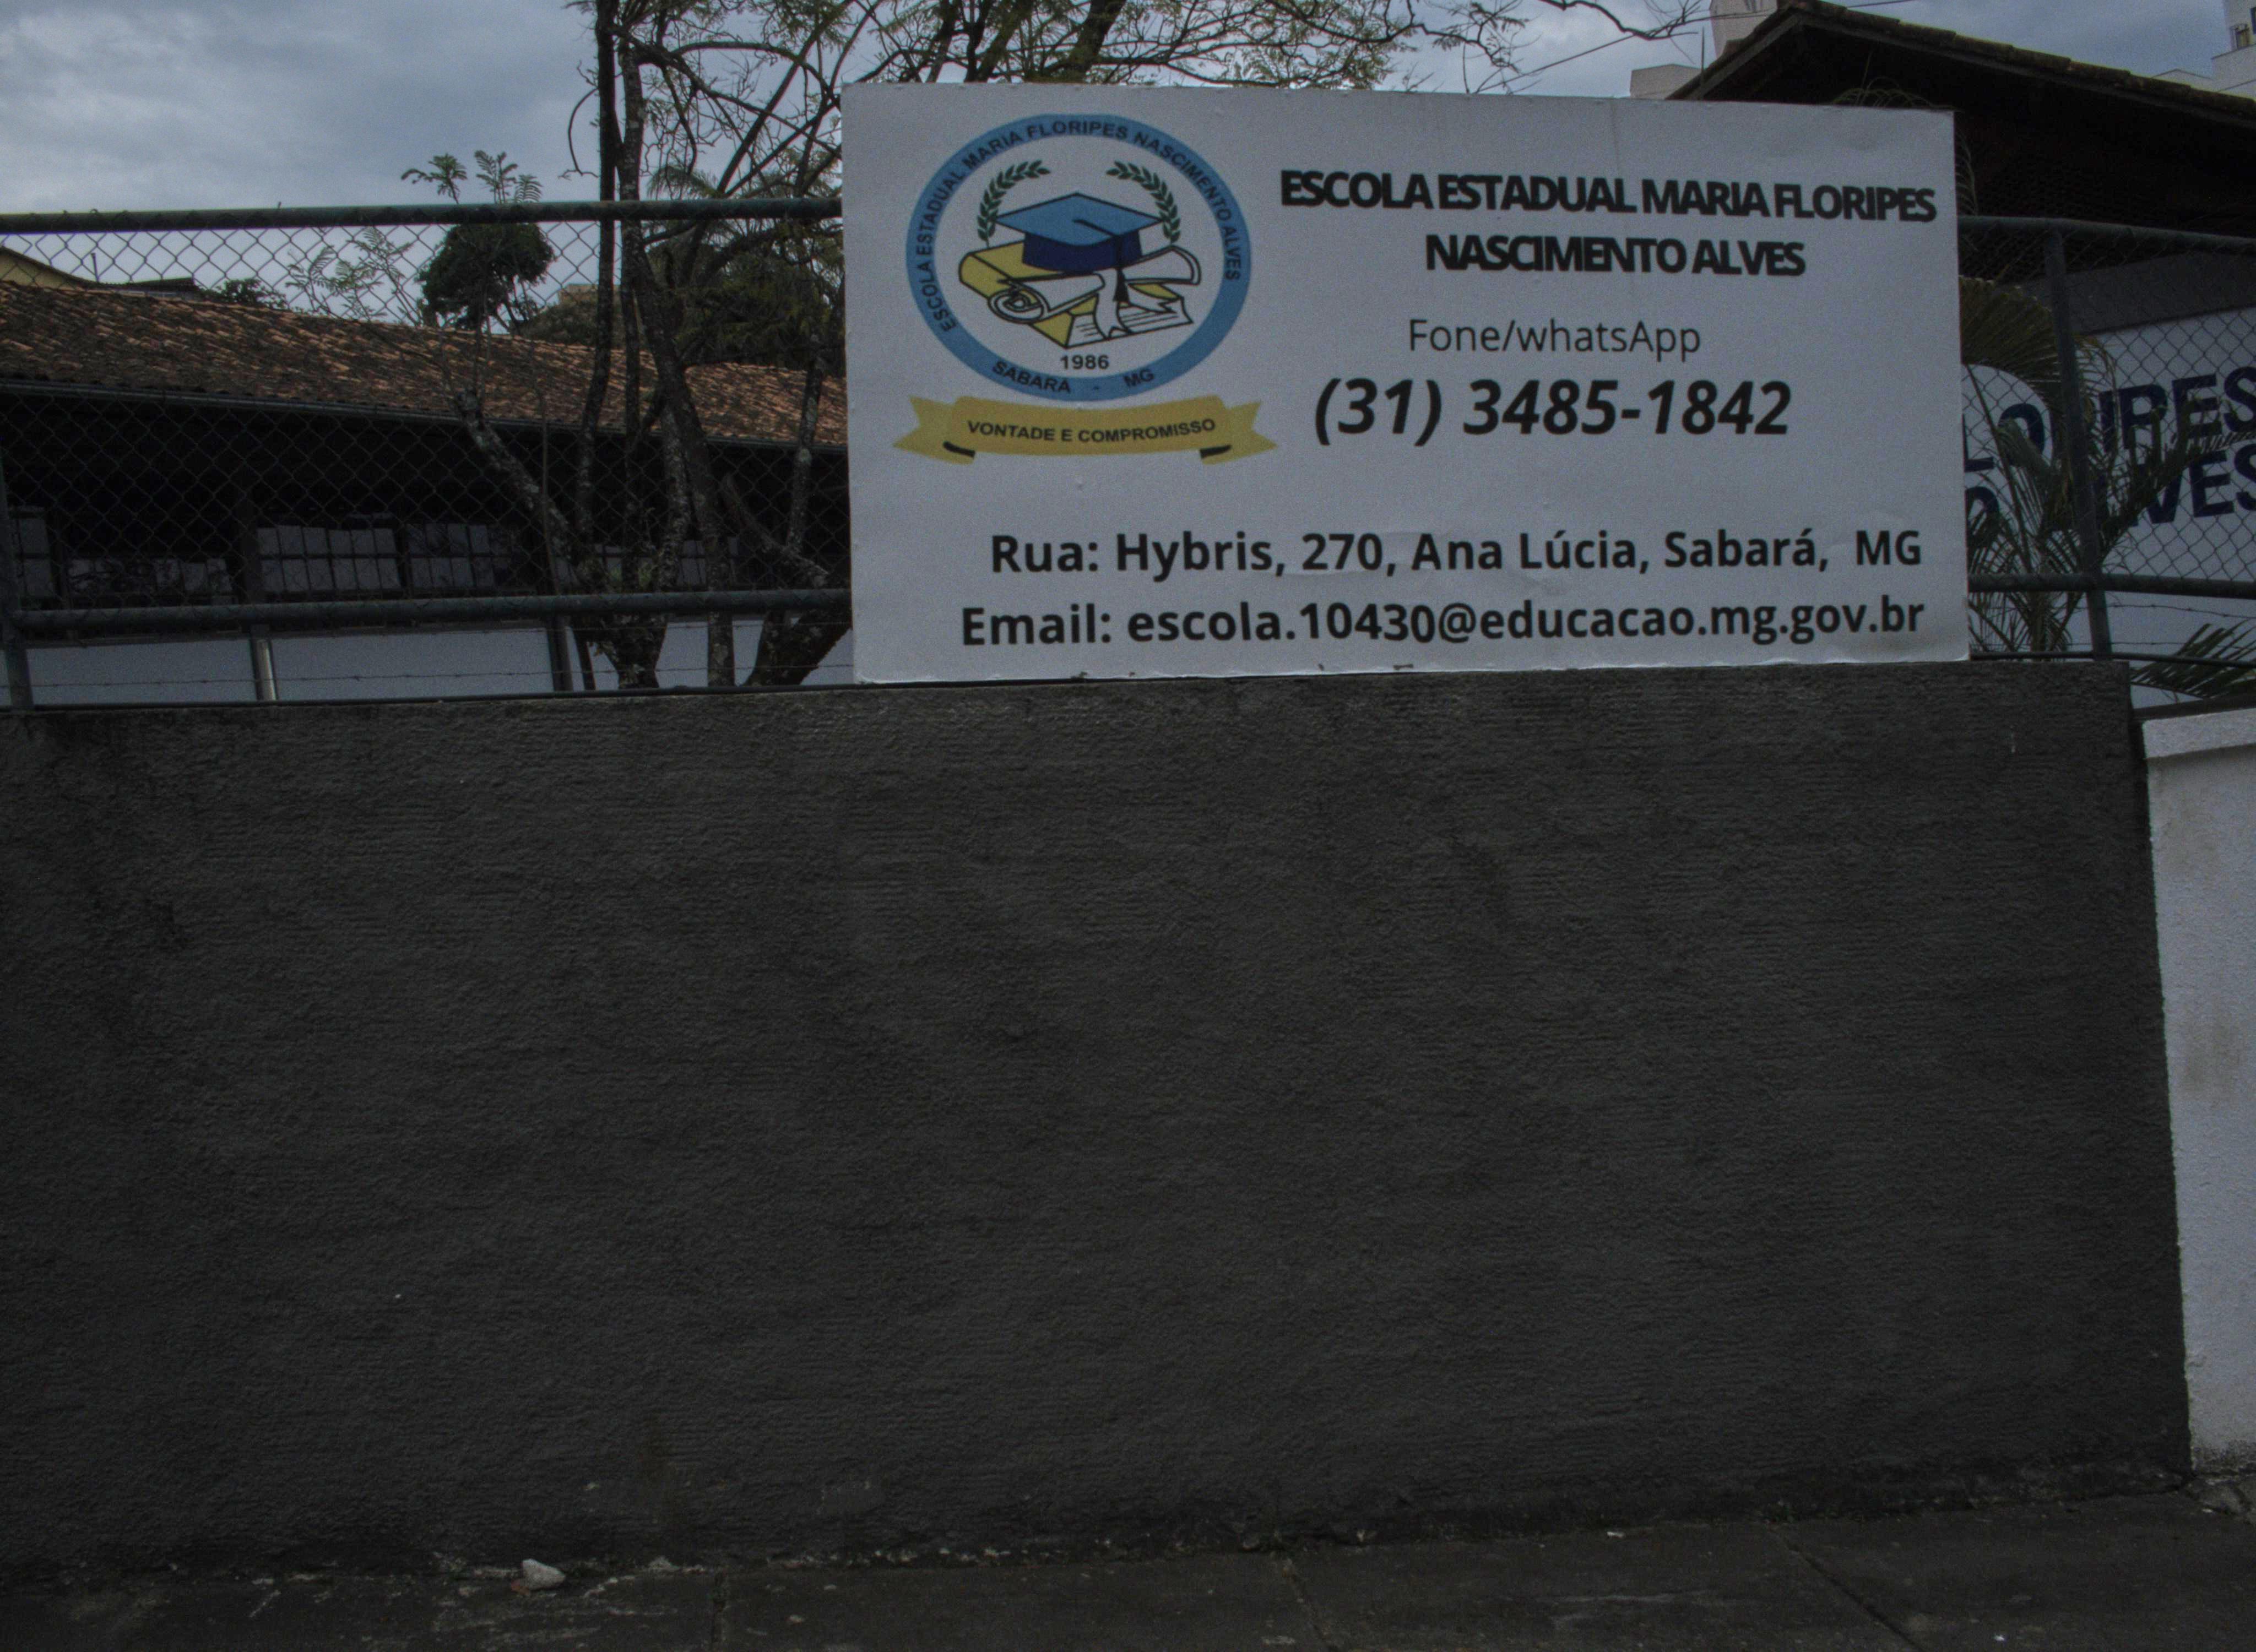 ESCOLA ESTADUAL MARIA FLORIPES NASCIMENTO ALVES
1986
SABARÁ - MG
VONTADE E COMPROMISSO
ESCOLA ESTADUAL MARIA FLORIPES
NASCIMENTO ALVES
Fone/whatsApp
(31) 3485-1842
Rua: Hybris, 270, Ana Lúcia, Sabará, MG
Email: escola.10430@educacao.mg.gov.br